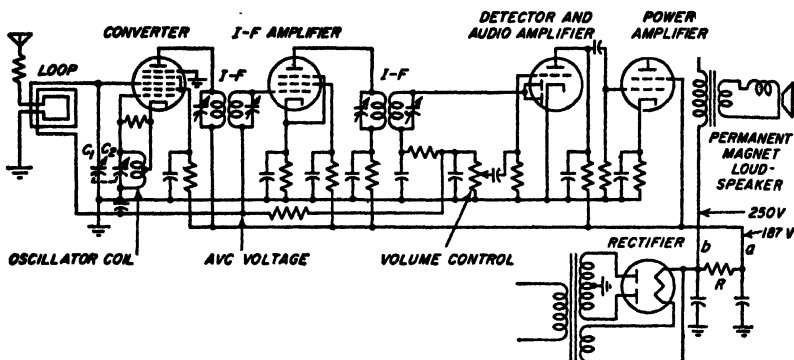 CONVERTER
I-F AMPLIFIER
DETECTOR AND
AUDIO AMPLIFIER
POWER
AMPLIFIER
LOOP
I-F
I-F
C1 C2
PERMANENT
MAGNET
LOUD-
SPEAKER
250V
187 V
OSCILLATOR COIL
AVC VOLTAGE
VOLUME CONTROL
RECTIFIER
b
a
R